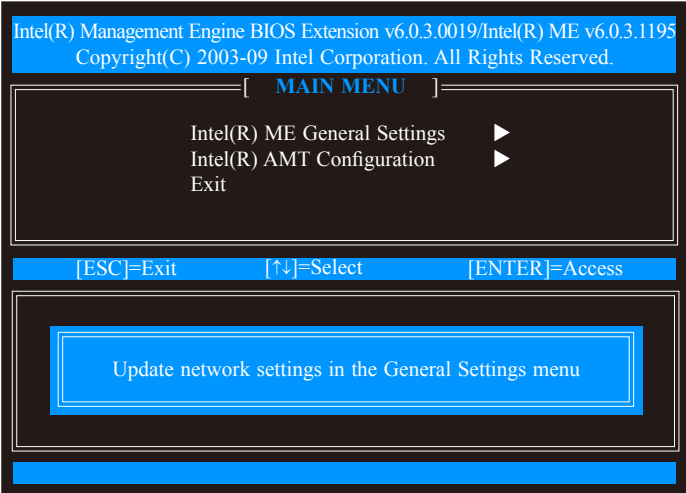 Intel(R) Management Engine BIOS Extension v6.0.3.0019/Intel(R) ME v6.0.3.1195
Copyright(C) 2003-09 Intel Corporation. All Rights Reserved.
[ MAIN MENU ]
Intel(R) ME General Settings ▶
Intel(R) AMT Configuration ▶
Exit
[ESC]=Exit [↑↓]=Select [ENTER]=Access
Update network settings in the General Settings menu